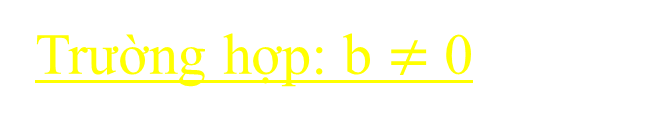 Trường hợp: b ≠ 0